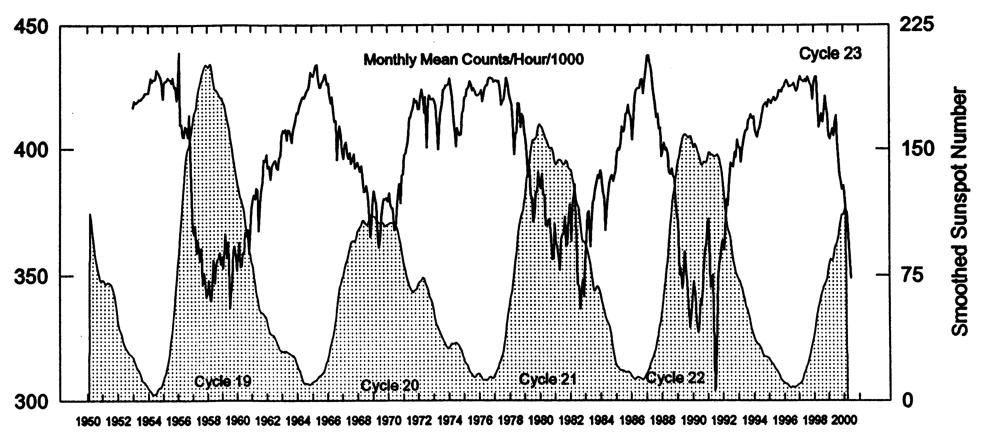 450
225
Monthly Mean Counts/Hour/1000
Cycle 23
400
150
Smoothed Sunspot Number
350
75
Cycle 19
Cycle 20
Cycle 21
Cycle 22
300
0
1950 1952 1954 1956 1958 1960 1962 1964 1966 1968 1970 1972 1974 1976 1978 1980 1982 1984 1986 1988 1990 1992 1994 1996 1998 2000